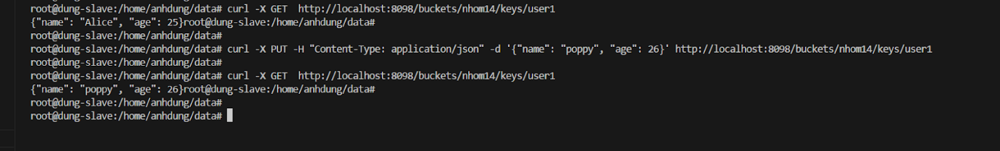 root@dung-slave:/home/anhdung/data# curl -X GET  http://localhost:8098/buckets/nhom14/keys/user1
{"name": "Alice", "age": 25}root@dung-slave:/home/anhdung/data#
root@dung-slave:/home/anhdung/data#
root@dung-slave:/home/anhdung/data# curl -X PUT -H "Content-Type: application/json" -d '{"name": "poppy", "age": 26}' http://localhost:8098/buckets/nhom14/keys/user1
root@dung-slave:/home/anhdung/data#
root@dung-slave:/home/anhdung/data# curl -X GET  http://localhost:8098/buckets/nhom14/keys/user1
{"name": "poppy", "age": 26}root@dung-slave:/home/anhdung/data#
root@dung-slave:/home/anhdung/data#
root@dung-slave:/home/anhdung/data#